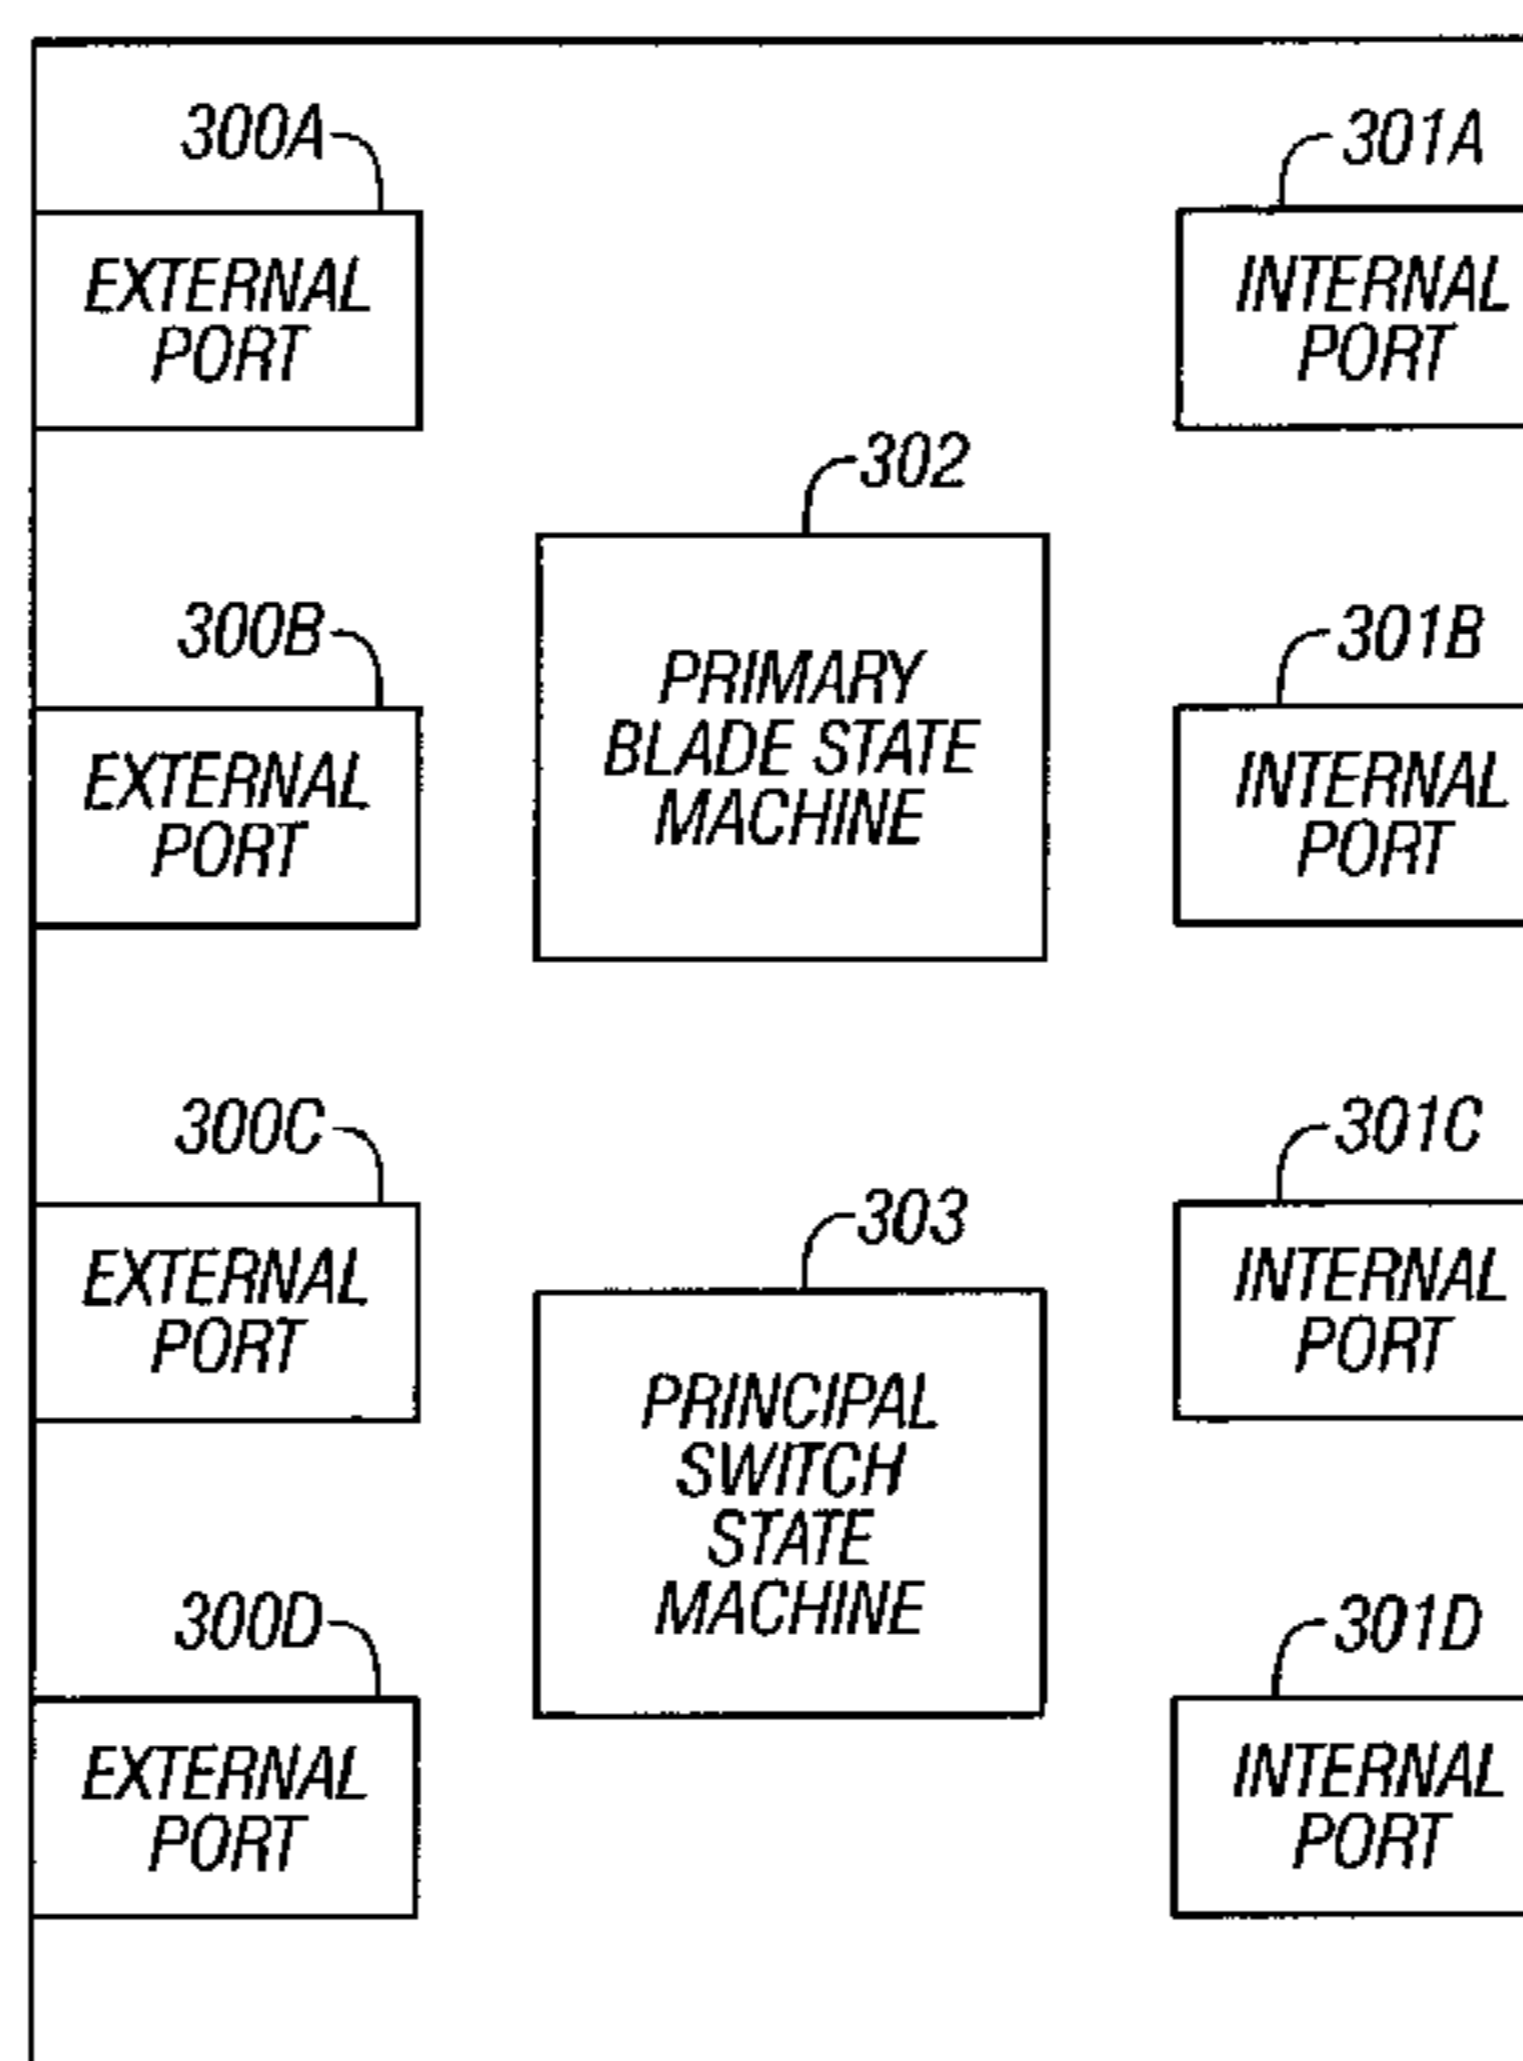 300A
EXTERNAL
PORT
301A
INTERNAL
PORT
302
PRIMARY
BLADE STATE
MACHINE
300B
EXTERNAL
PORT
301B
INTERNAL
PORT
300C
EXTERNAL
PORT
301C
INTERNAL
PORT
303
PRINCIPAL
SWITCH
STATE
MACHINE
300D
EXTERNAL
PORT
301D
INTERNAL
PORT